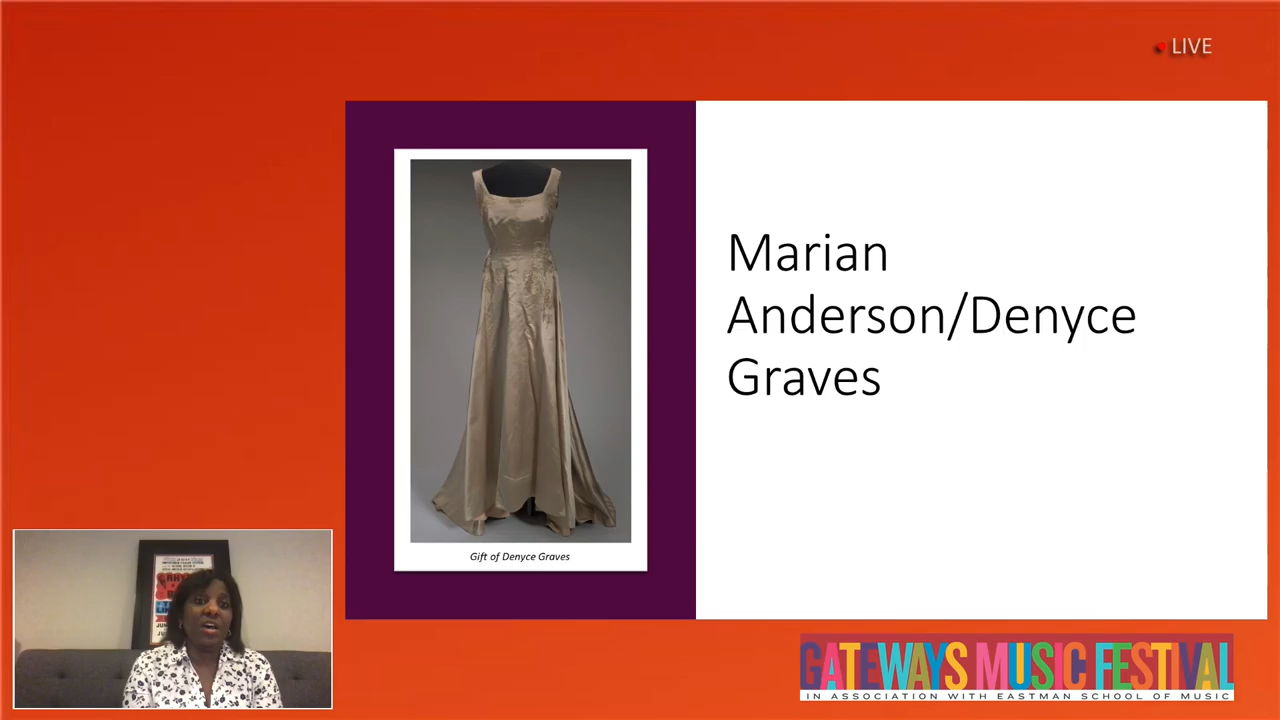 LIVE
Marian
Anderson/Denyce
Graves
Gift of Denyce Graves
GATEWAYS MUSIC FESTIVAL
IN ASSOCIATION WITH EASTMAN SCHOOL OF MUSIC